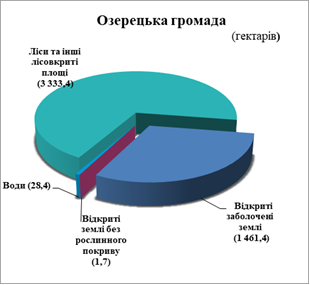 Озерецька громада
(гектарів)
Ліси та інші
лісовкриті
площі
(3 333,4)
Води (28,4)
Відкриті
землі без
рослинного
покриву
(1,7)
Відкриті
заболочені
землі
(1 461,4)